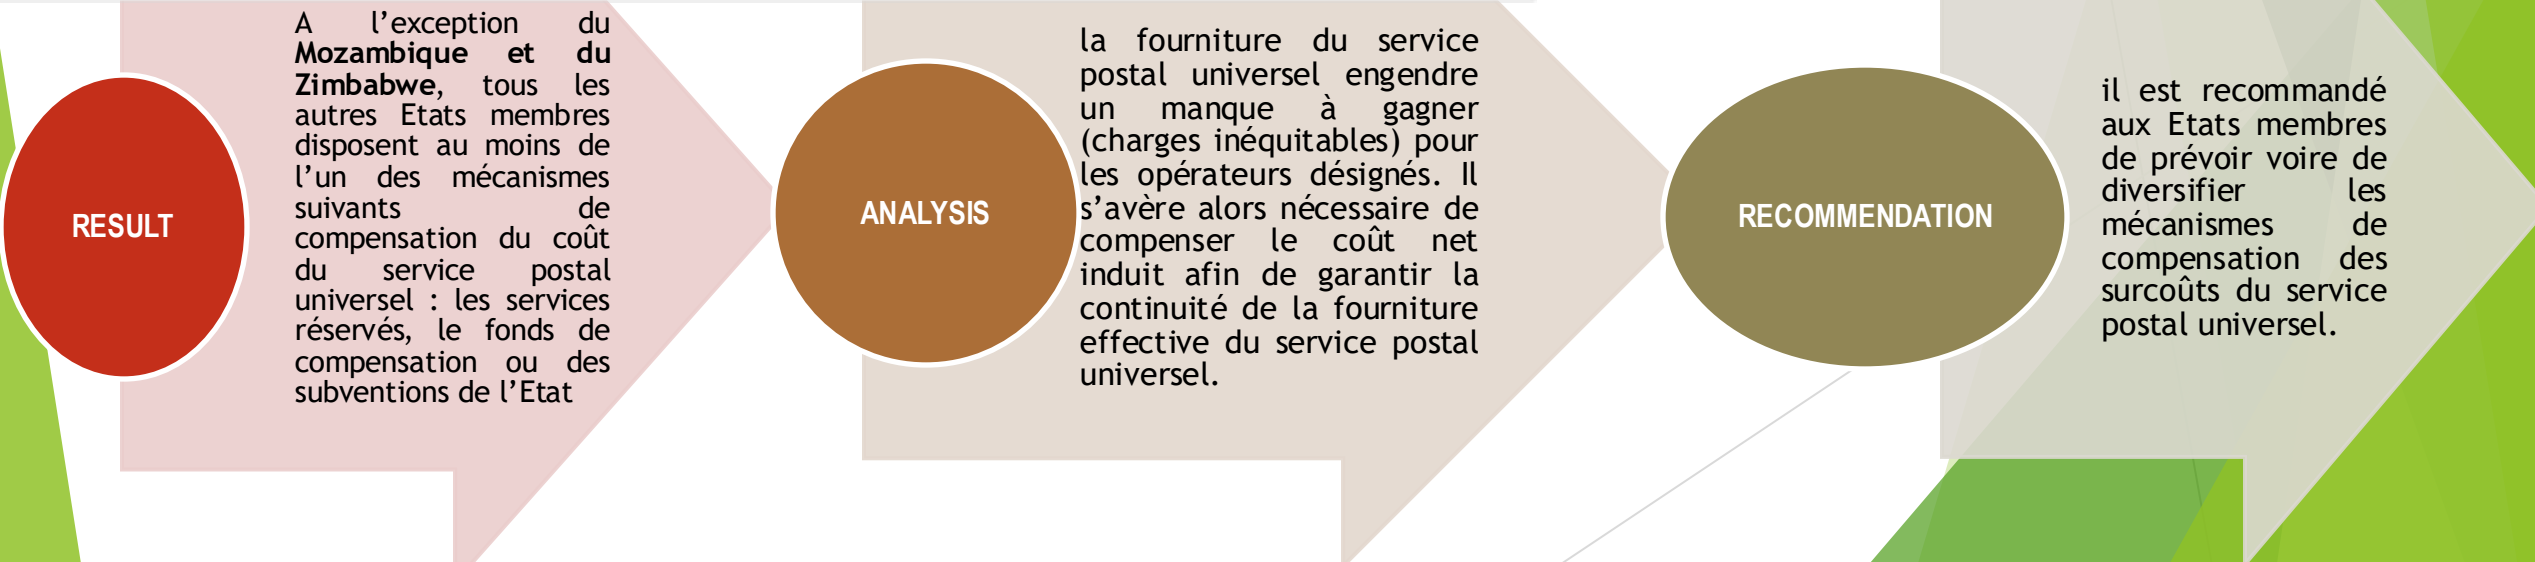 RESULT
A l’exception du
Mozambique et du
Zimbabwe, tous les
autres Etats membres
disposent au moins de
l’un des mécanismes
suivants de
compensation du coût
du service postal
universel : les services
réservés, le fonds de
compensation ou des
subventions de l’Etat
ANALYSIS
la fourniture du service
postal universel engendre
un manque à gagner
(charges inéquitables) pour
les opérateurs désignés. Il
s’avère alors nécessaire de
compenser le coût net
induit afin de garantir la
continuité de la fourniture
effective du service postal
universel.
RECOMMENDATION
il est recommandé
aux Etats membres
de prévoir voire de
diversifier les
mécanismes de
compensation des
surcoûts du service
postal universel.